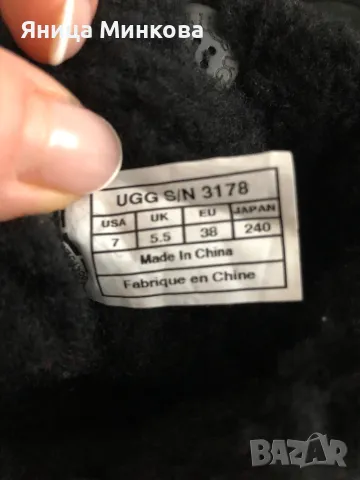 Яница Минкова
UGG S/N 3178
USA UK EU JAPAN
7 5.5 38 240
Made In China
Fabrique en Chine
BAZAR